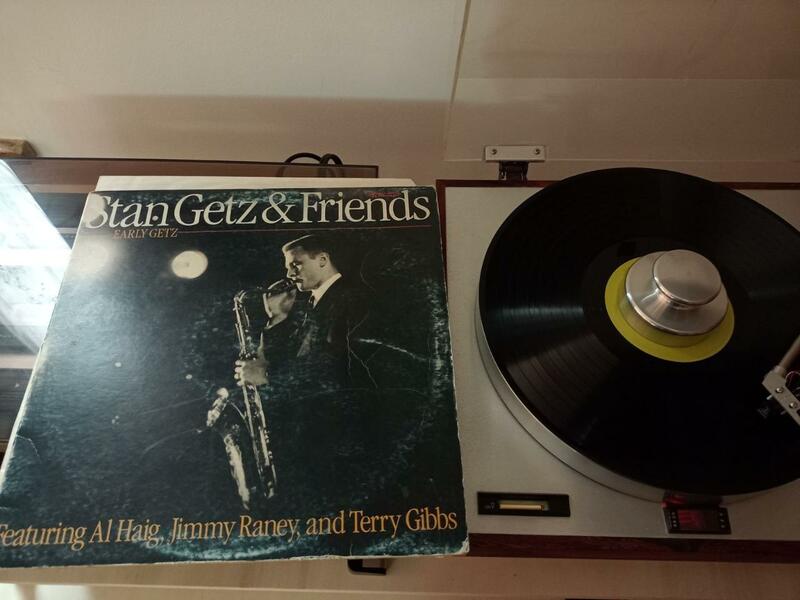 Stan Getz & Friends
EARLY GETZ
Featuring Al Haig, Jimmy Raney, and Terry Gibbs